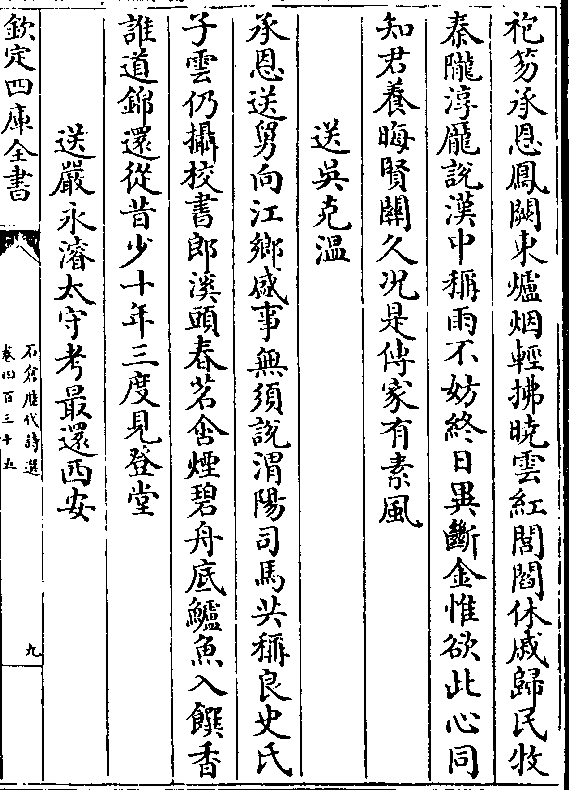 袍笏承恩鳳闕東爐烟輕拂曉雲紅閭閻休戚歸民牧
秦隴淳龐說漢中稱雨不妨終日異斷金惟欲此心同
知君養晦賢關久况是傳家有素風
送吳克温
承恩送舅向江鄉感事無須說渭陽司馬共稱良史氏
子雲仍攝校書郎溪頭春茗含煙碧舟底鱸魚入饌香
誰道錦還從昔少十年三度見登堂
送嚴永濬太守考最還西安
欽定四庫全書
石倉歷代詩選
卷四百三十五
九